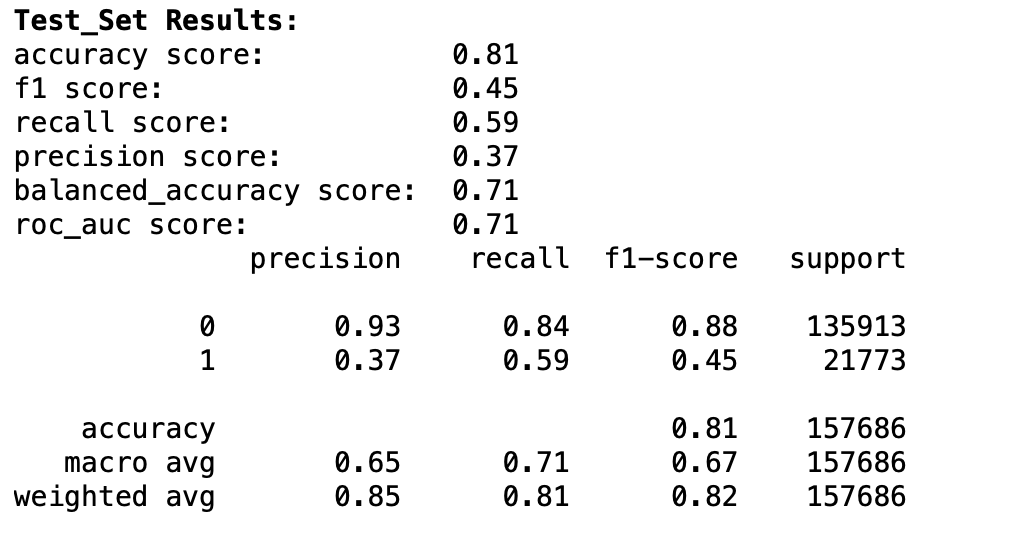 Test_Set Results:
accuracy score: 0.81
f1 score: 0.45
recall score: 0.59
precision score: 0.37
balanced_accuracy score: 0.71
roc_auc score: 0.71
precision recall f1-score support
0 0.93 0.84 0.88 135913
1 0.37 0.59 0.45 21773
accuracy 0.81 157686
macro avg 0.65 0.71 0.67 157686
weighted avg 0.85 0.81 0.82 157686